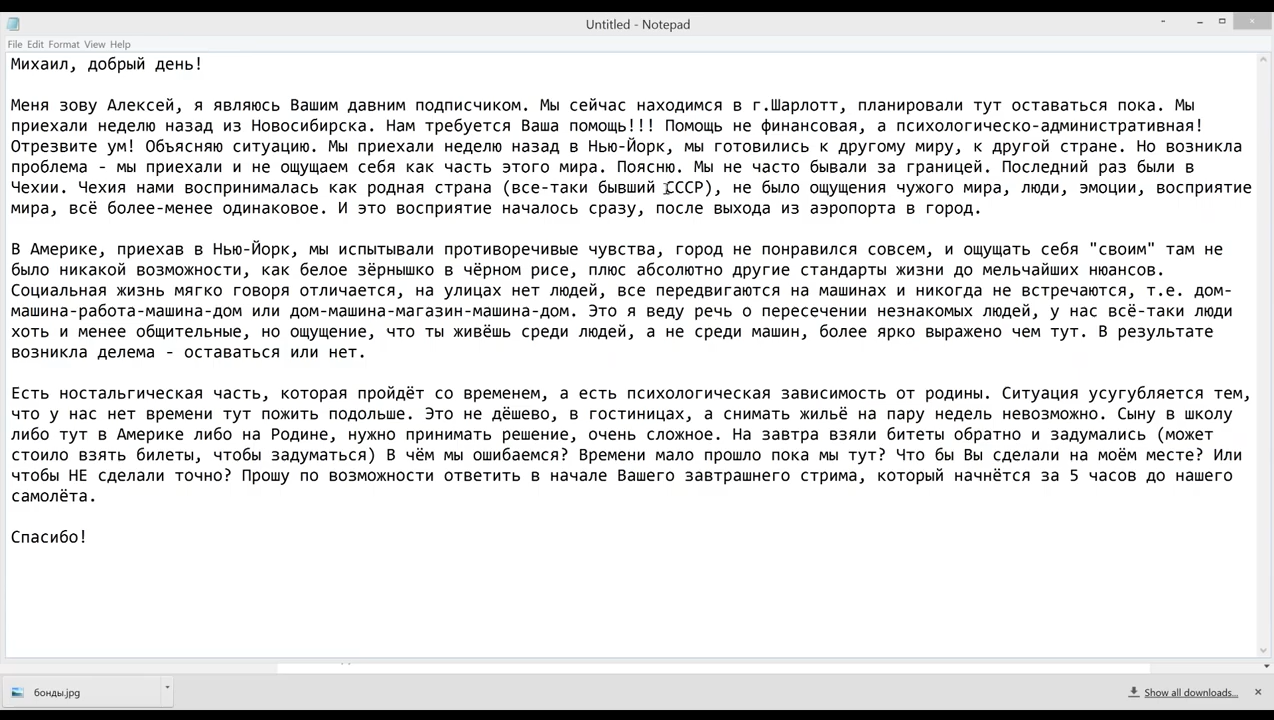 Untitled - Notepad
File Edit Format View Help
Михаил, добрый день!
Меня зову Алексей, я являюсь Вашим давним подписчиком. Мы сейчас находимся в г.Шарлотт, планировали тут оставаться пока. Мы
приехали неделю назад из Новосибирска. Нам требуется Ваша помощь!!! Помощь не финансовая, а психологическо-административная!
Отрезвите ум! Объясняю ситуацию. Мы приехали неделю назад в Нью-Йорк, мы готовились к другому миру, к другой стране. Но возникла
проблема - мы приехали и не ощущаем себя как часть этого мира. Поясню. Мы не часто бывали за границей. Последний раз были в
Чехии. Чехия нами воспринималась как родная страна (все-таки бывший СССР), не было ощущения чужого мира, люди, эмоции, восприятие
мира, всё более-менее одинаковое. И это восприятие началось сразу, после выхода из аэропорта в город.
В Америке, приехав в Нью-Йорк, мы испытывали противоречивые чувства, город не понравился совсем, и ощущать себя "своим" там не
было никакой возможности, как белое зёрнышко в чёрном рисе, плюс абсолютно другие стандарты жизни до мельчайших нюансов.
Социальная жизнь мягко говоря отличается, на улицах нет людей, все передвигаются на машинах и никогда не встречаются, т.е. дом-
машина-работа-машина-дом или дом-машина-магазин-машина-дом. Это я веду речь о пересечении незнакомых людей, у нас всё-таки люди
хоть и менее общительные, но ощущение, что ты живёшь среди людей, а не среди машин, более ярко выражено чем тут. В результате
возникла делема - оставаться или нет.
Есть ностальгическая часть, которая пройдёт со временем, а есть психологическая зависимость от родины. Ситуация усугубляется тем,
что у нас нет времени тут пожить подольше. Это не дёшево, в гостиницах, а снимать жильё на пару недель невозможно. Сыну в школу
либо тут в Америке либо на Родине, нужно принимать решение, очень сложное. На завтра взяли битеты обратно и задумались (может
стоило взять билеты, чтобы задуматься) В чём мы ошибаемся? Времени мало прошло пока мы тут? Что бы Вы сделали на моём месте? Или
чтобы НЕ сделали точно? Прошу по возможности ответить в начале Вашего завтрашнего стрима, который начнётся за 5 часов до нашего
самолёта.
Спасибо!
бонды.jpg
Show all downloads...